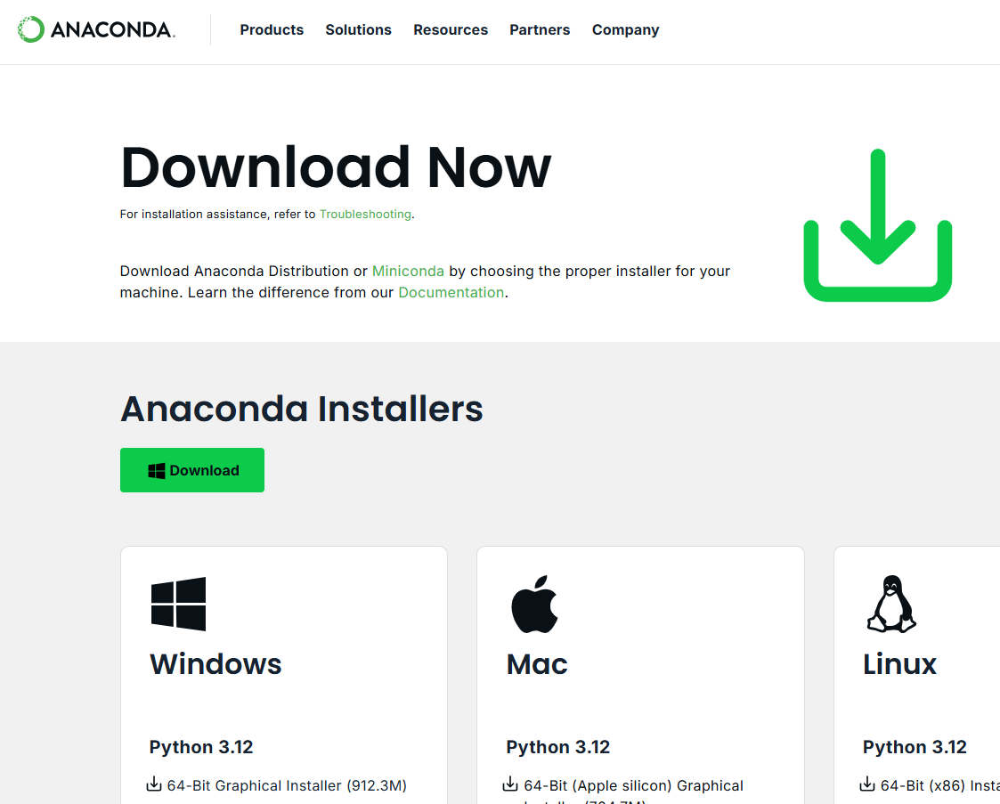 ANACONDA.
Products Solutions Resources Partners Company
Download Now
For installation assistance, refer to Troubleshooting.
Download Anaconda Distribution or Miniconda by choosing the proper installer for your
machine. Learn the difference from our Documentation.
Anaconda Installers
Download
Windows
Python 3.12
64-Bit Graphical Installer (912.3M)
Mac
Python 3.12
64-Bit (Apple silicon) Graphical
Linux
Python 3.12
64-Bit (x86)